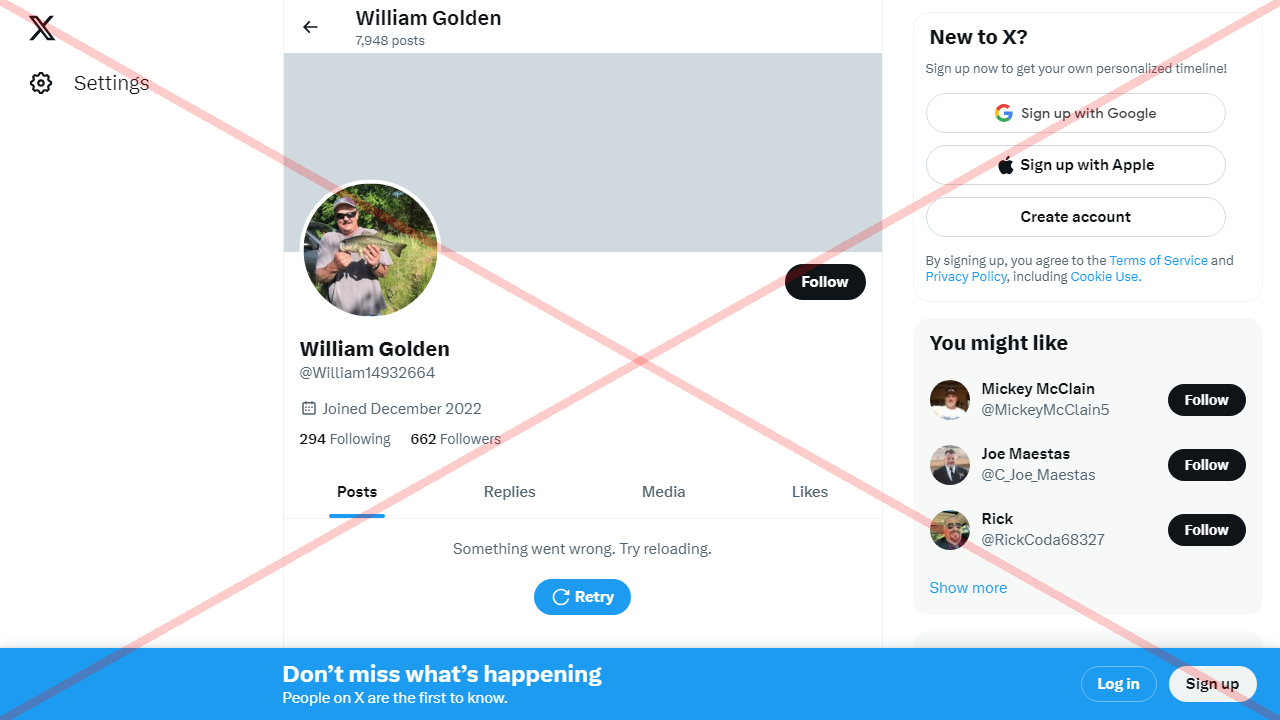 Settings
William Golden
7,948 posts
Follow
William Golden
@William14932664
Joined December 2022
294 Following 662 Followers
Posts Replies Media Likes
Something went wrong. Try reloading.
Retry
New to X?
Sign up now to get your own personalized timeline!
Sign up with Google
Sign up with Apple
Create account
By signing up, you agree to the Terms of Service and
Privacy Policy, including Cookie Use.
You might like
Mickey McClain
@MickeyMcClain5
Follow
Joe Maestas
@C_Joe_Maestas
Follow
Rick
@RickCoda68327
Follow
Show more
Don’t miss what’s happening
People on X are the first to know.
Log in
Sign up